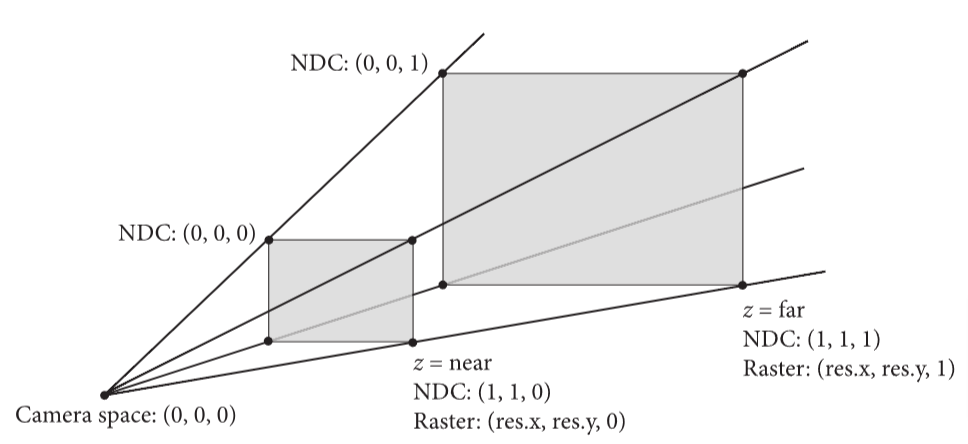 NDC: (0, 0, 1)
NDC: (0, 0, 0)
z = far
NDC: (1, 1, 1)
Raster: (res.x, res.y, 1)
z = near
NDC: (1, 1, 0)
Raster: (res.x, res.y, 0)
Camera space: (0, 0, 0)